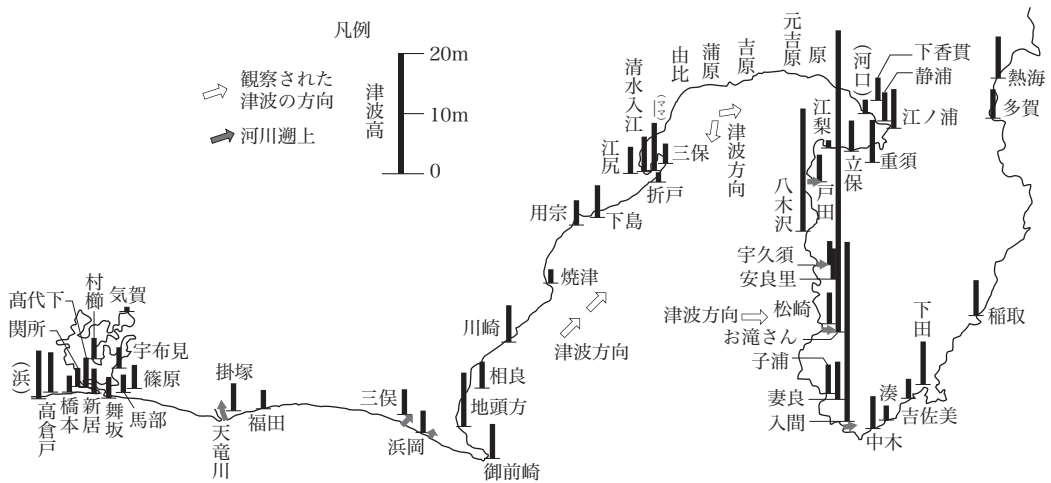 凡例
20m
10m
0
津波高
観察された
津波の方向
河川遡上
元吉原
原
吉原
蒲原
由比
清水入江
(ママ)
江尻
三保
折戸
津波方向
用宗
下島
焼津
川崎
津波方向
相良
地頭方
御前崎
浜岡
三俣
福田
掛塚
天竜川
気賀
村櫛
高代下
関所
宇布見
篠原
馬部
舞坂
新居
橋本
高倉戸
(浜)
(河口)
下香貫
静浦
江ノ浦
重須
立保
江梨
戸田
八木沢
宇久須
安良里
津波方向
松崎
お滝さん
子浦
妻良
入間
中木
湊
吉佐美
下田
稲取
熱海
多賀